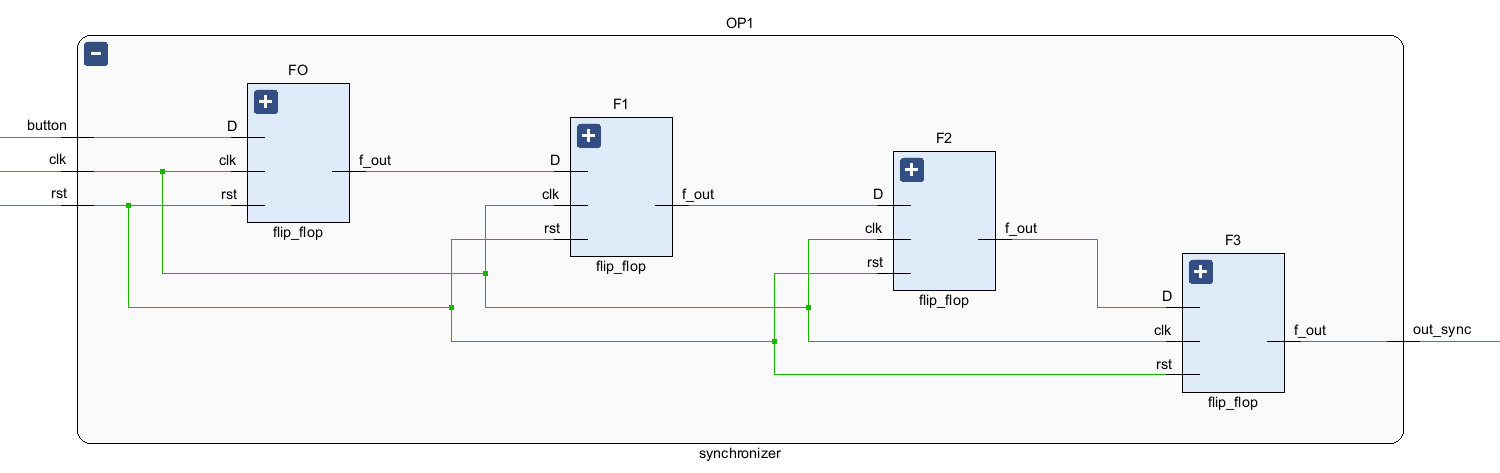 OP1
FO
F1
F2
F3
button
clk
rst
D
clk
rst
f_out
flip_flop
D
clk
rst
f_out
flip_flop
D
clk
rst
f_out
flip_flop
D
clk
rst
f_out
flip_flop
out_sync
synchronizer